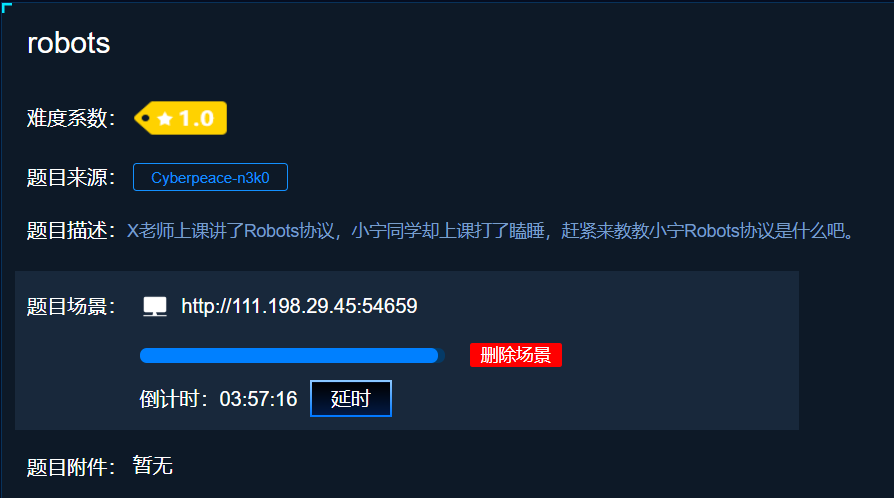 robots
难度系数： 1.0
题目来源： Cyberpeace-n3k0
题目描述：X老师上课讲了Robots协议，小宁同学却上课打了瞌睡，赶紧来教教小宁Robots协议是什么吧。
题目场景： http://111.198.29.45:54659
删除场景
倒计时：03:57:16 延时
题目附件： 暂无